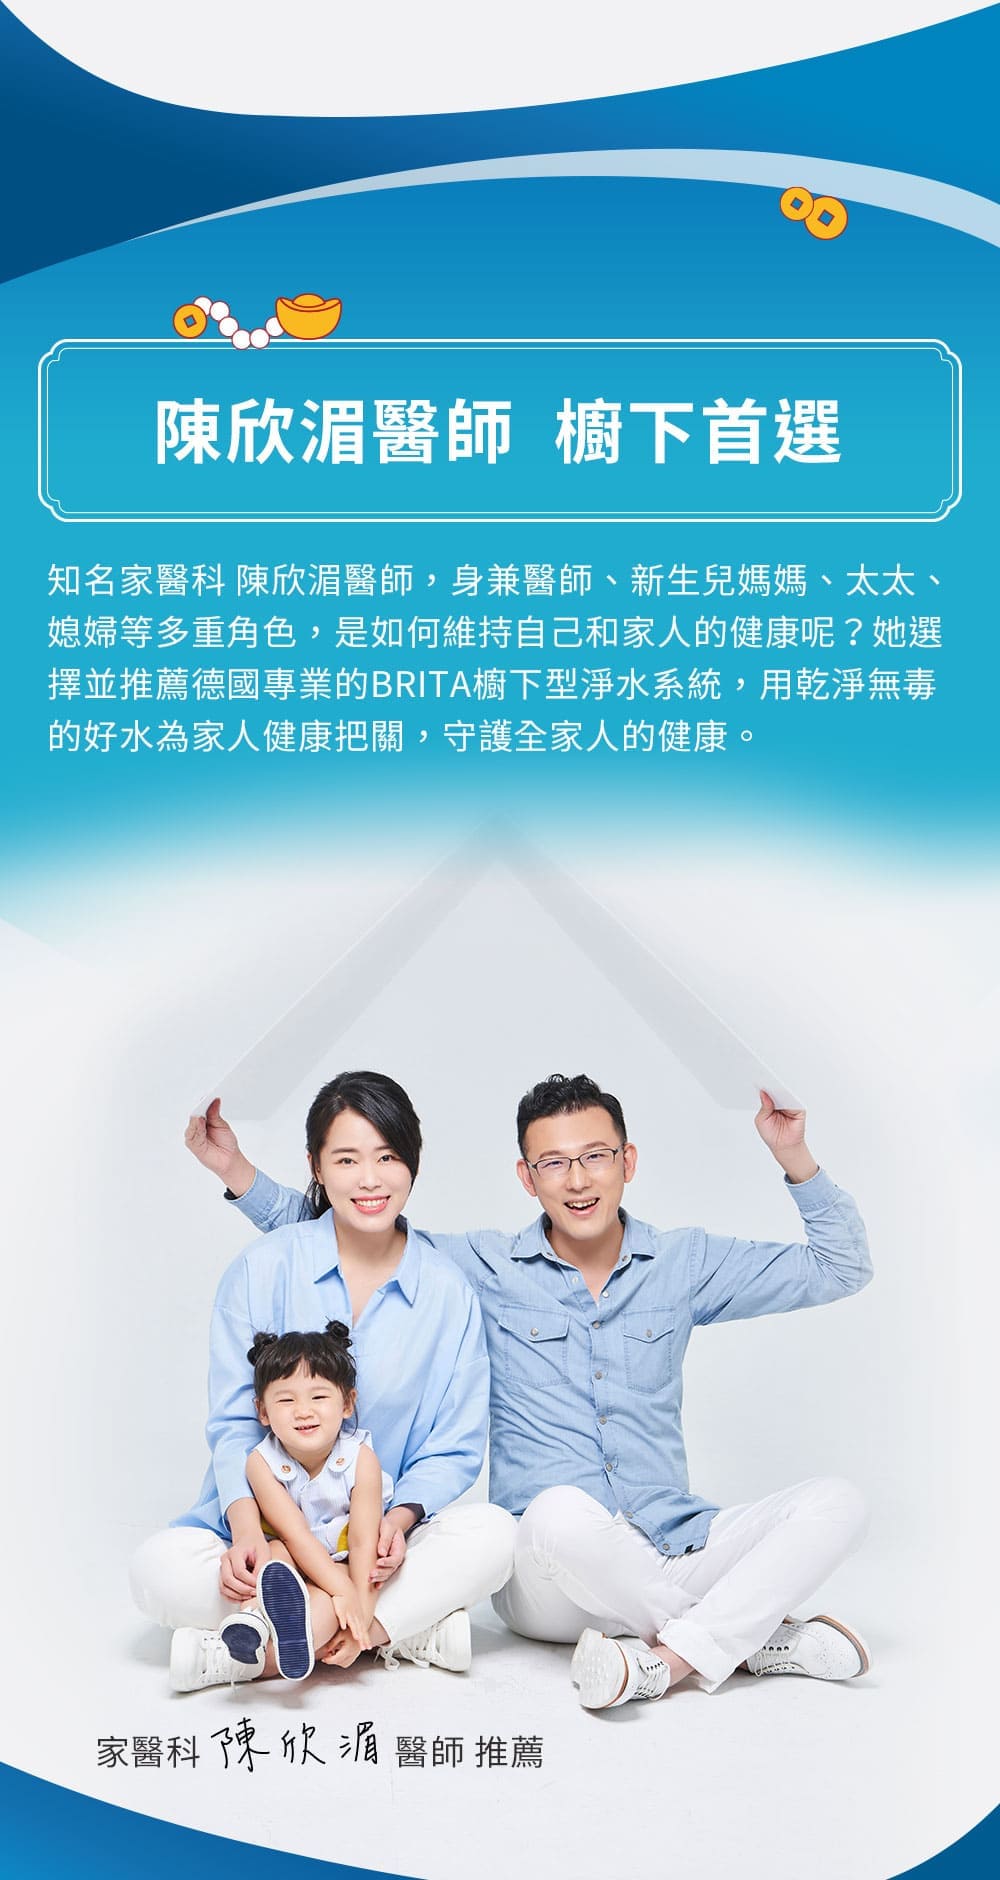 陳欣湄醫師 櫥下首選
知名家醫科 陳欣湄醫師，身兼醫師、新生兒媽媽、太太、
媳婦等多重角色，是如何維持自己和家人的健康呢？她選
擇並推薦德國專業的BRITA櫥下型淨水系統，用乾淨無毒
的好水為家人健康把關，守護全家人的健康。
家醫科 陳欣湄 醫師 推薦